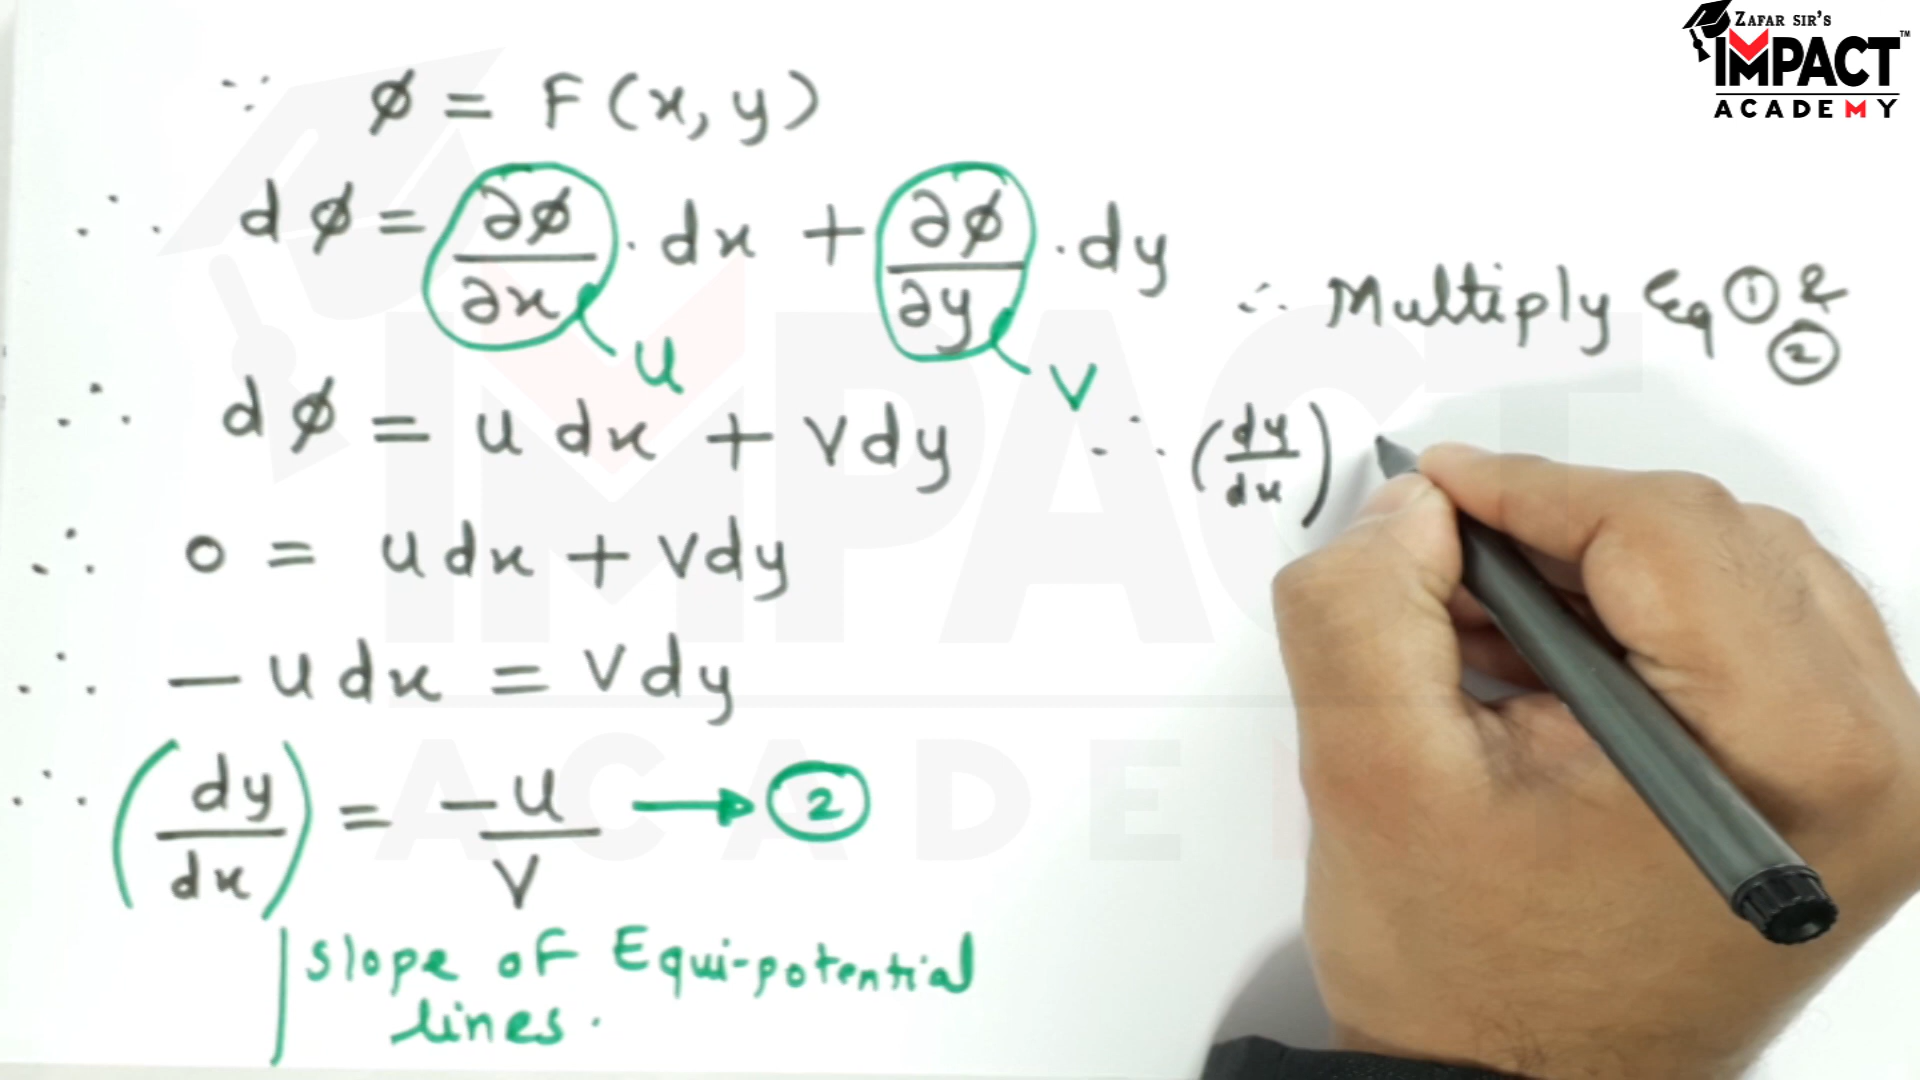 ZAFAR SIR'S
IMPACT™
ACADEMY
∵ ϕ = F(x, y)
∴ dϕ = ∂ϕ/∂x · dx + ∂ϕ/∂y · dy
u
v
∴ dϕ = u dx + v dy
∴ 0 = u dx + v dy
∴ − u dx = v dy
∴ (dy/dx) = −u/v → ②
slope of Equi-potential
lines.
∴ Multiply Eq ① &
②
∴ (dy/dx)